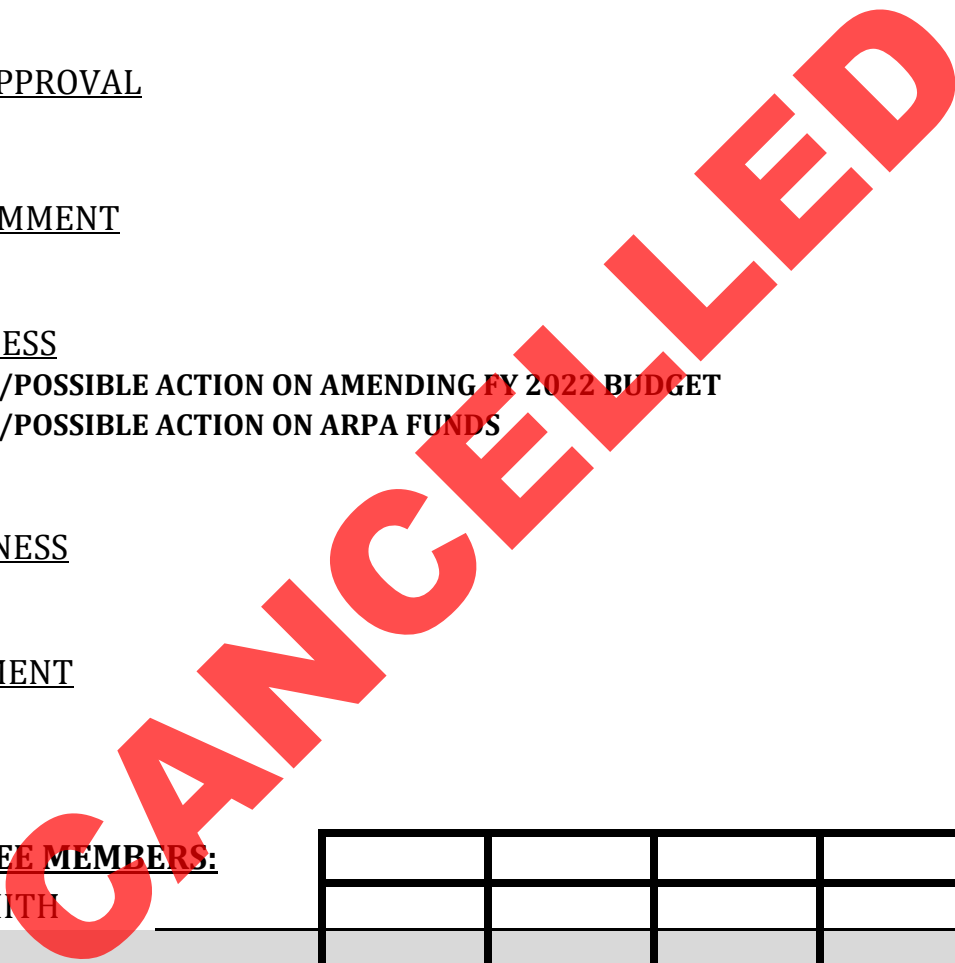 PPROVAL
MMENT
ESS
/POSSIBLE ACTION ON AMENDING FY 2022 BUDGET
/POSSIBLE ACTION ON ARPA FUNDS
NESS
MENT
EE MEMBERS:
ITH
CANCELLED